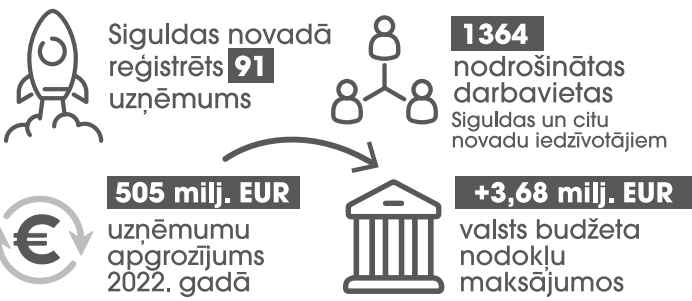 Siguldas novadā
reģistrēts 91
uzņēmums
1364
nodrošinātas
darbavietas
Siguldas un citu
novadu iedzīvotājiem
505 milj. EUR
uzņēmumu
apgrozījums
2022. gadā
+3,68 milj. EUR
valsts budžeta
nodokļu
maksājumos